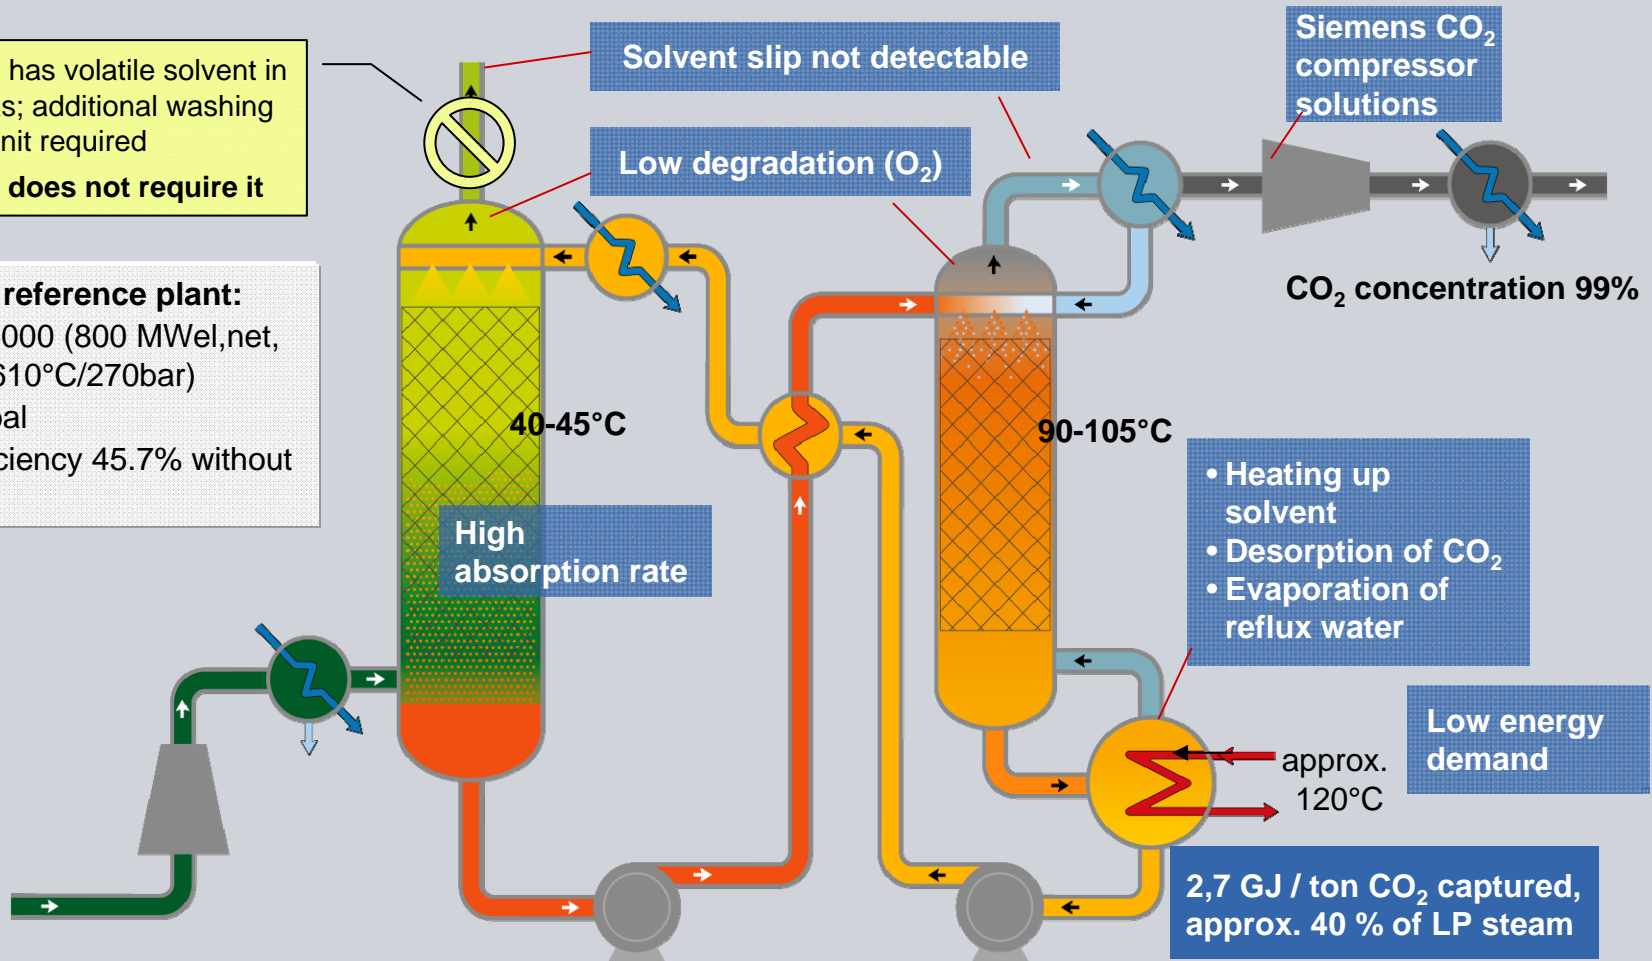 has volatile solvent in
s; additional washing
nit required
does not require it
reference plant:
000 (800 MWel,net,
610°C/270bar)
al
ciency 45.7% without
Solvent slip not detectable
Low degradation (O₂)
Siemens CO₂
compressor
solutions
CO₂ concentration 99%
40-45°C
90-105°C
High
absorption rate
• Heating up
solvent
• Desorption of CO₂
• Evaporation of
reflux water
Low energy
demand
approx.
120°C
2,7 GJ / ton CO₂ captured,
approx. 40 % of LP steam